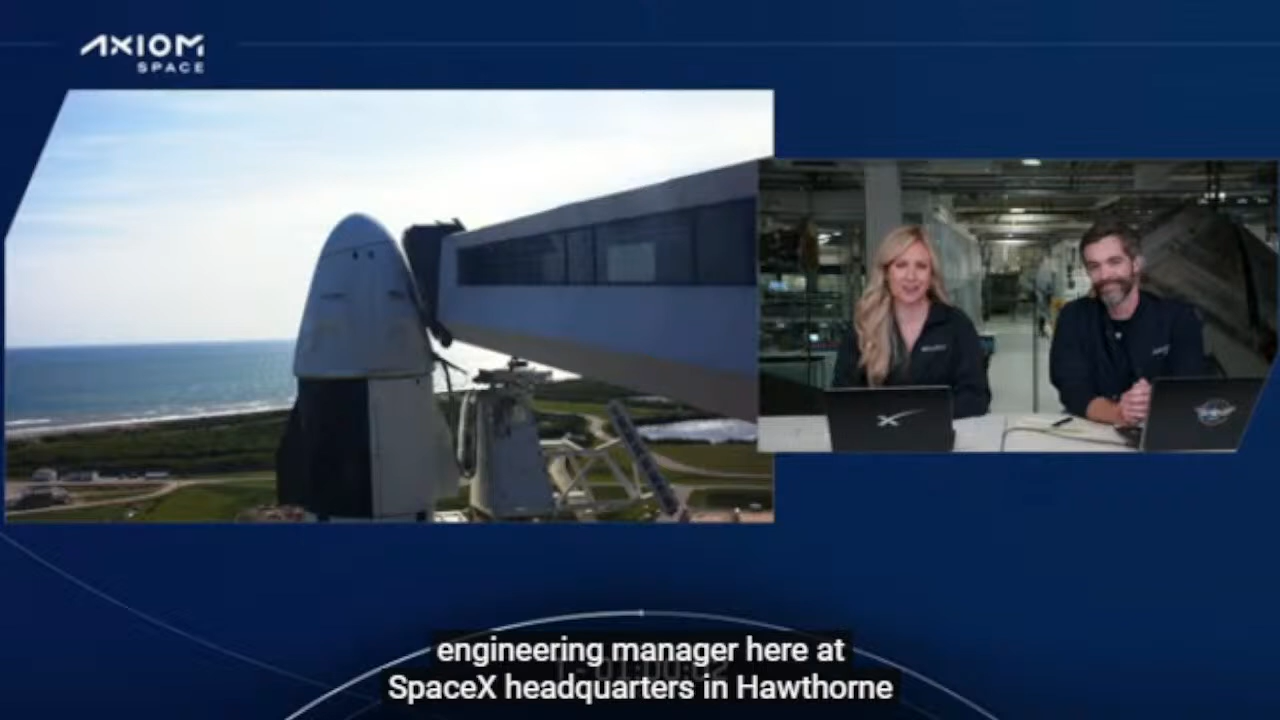 AXIOM
SPACE
engineering manager here at
SpaceX headquarters in Hawthorne